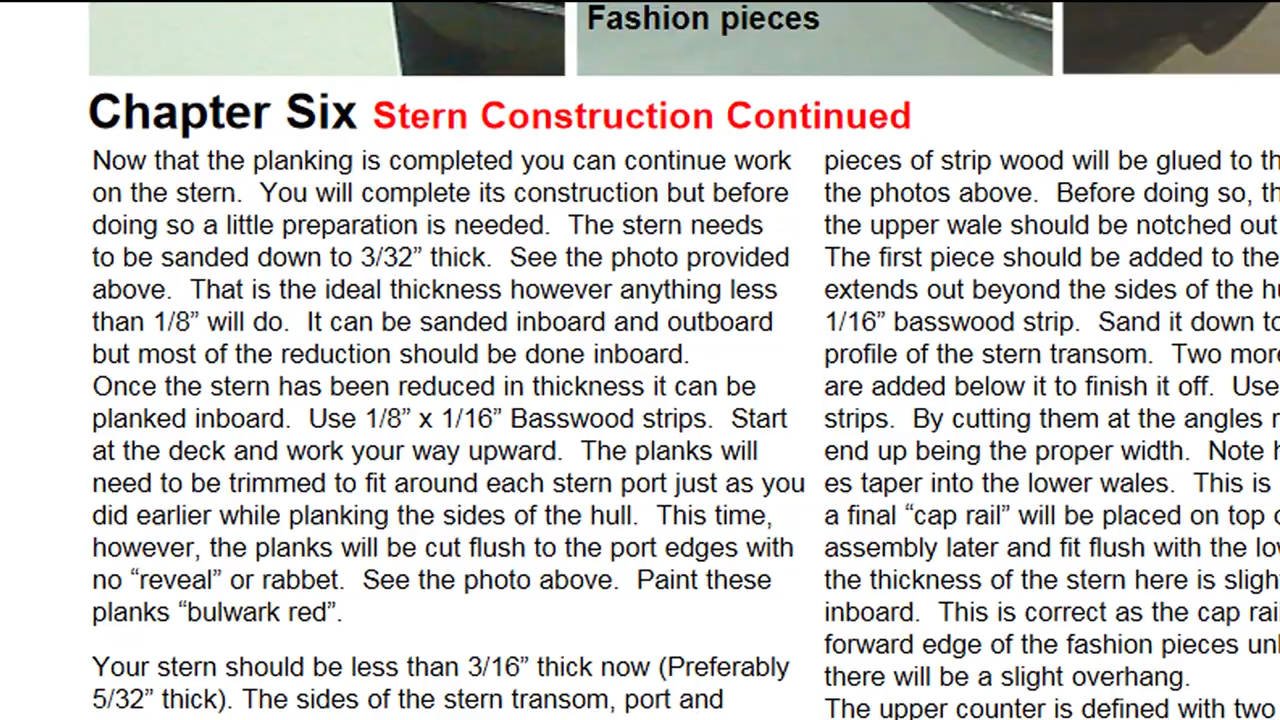 Fashion pieces
Chapter Six Stern Construction Continued
Now that the planking is completed you can continue work
on the stern.  You will complete its construction but before
doing so a little preparation is needed.  The stern needs
to be sanded down to 3/32” thick.  See the photo provided
above.  That is the ideal thickness however anything less
than 1/8” will do.  It can be sanded inboard and outboard
but most of the reduction should be done inboard.
Once the stern has been reduced in thickness it can be
planked inboard.  Use 1/8” x 1/16” Basswood strips.  Start
at the deck and work your way upward.  The planks will
need to be trimmed to fit around each stern port just as you
did earlier while planking the sides of the hull.  This time,
however, the planks will be cut flush to the port edges with
no “reveal” or rabbet.  See the photo above.  Paint these
planks “bulwark red”.
Your stern should be less than 3/16” thick now (Preferably
5/32” thick). The sides of the stern transom, port and
pieces of strip wood will be glued to th
the photos above.  Before doing so, th
the upper wale should be notched out
The first piece should be added to the
extends out beyond the sides of the hu
1/16” basswood strip.  Sand it down to
profile of the stern transom.  Two more
are added below it to finish it off.  Use
strips.  By cutting them at the angles
end up being the proper width.  Note
es taper into the lower wales.  This is
a final “cap rail” will be placed on top
assembly later and fit flush with the lo
the thickness of the stern here is sligh
inboard.  This is correct as the cap rai
forward edge of the fashion pieces un
there will be a slight overhang.
The upper counter is defined with two